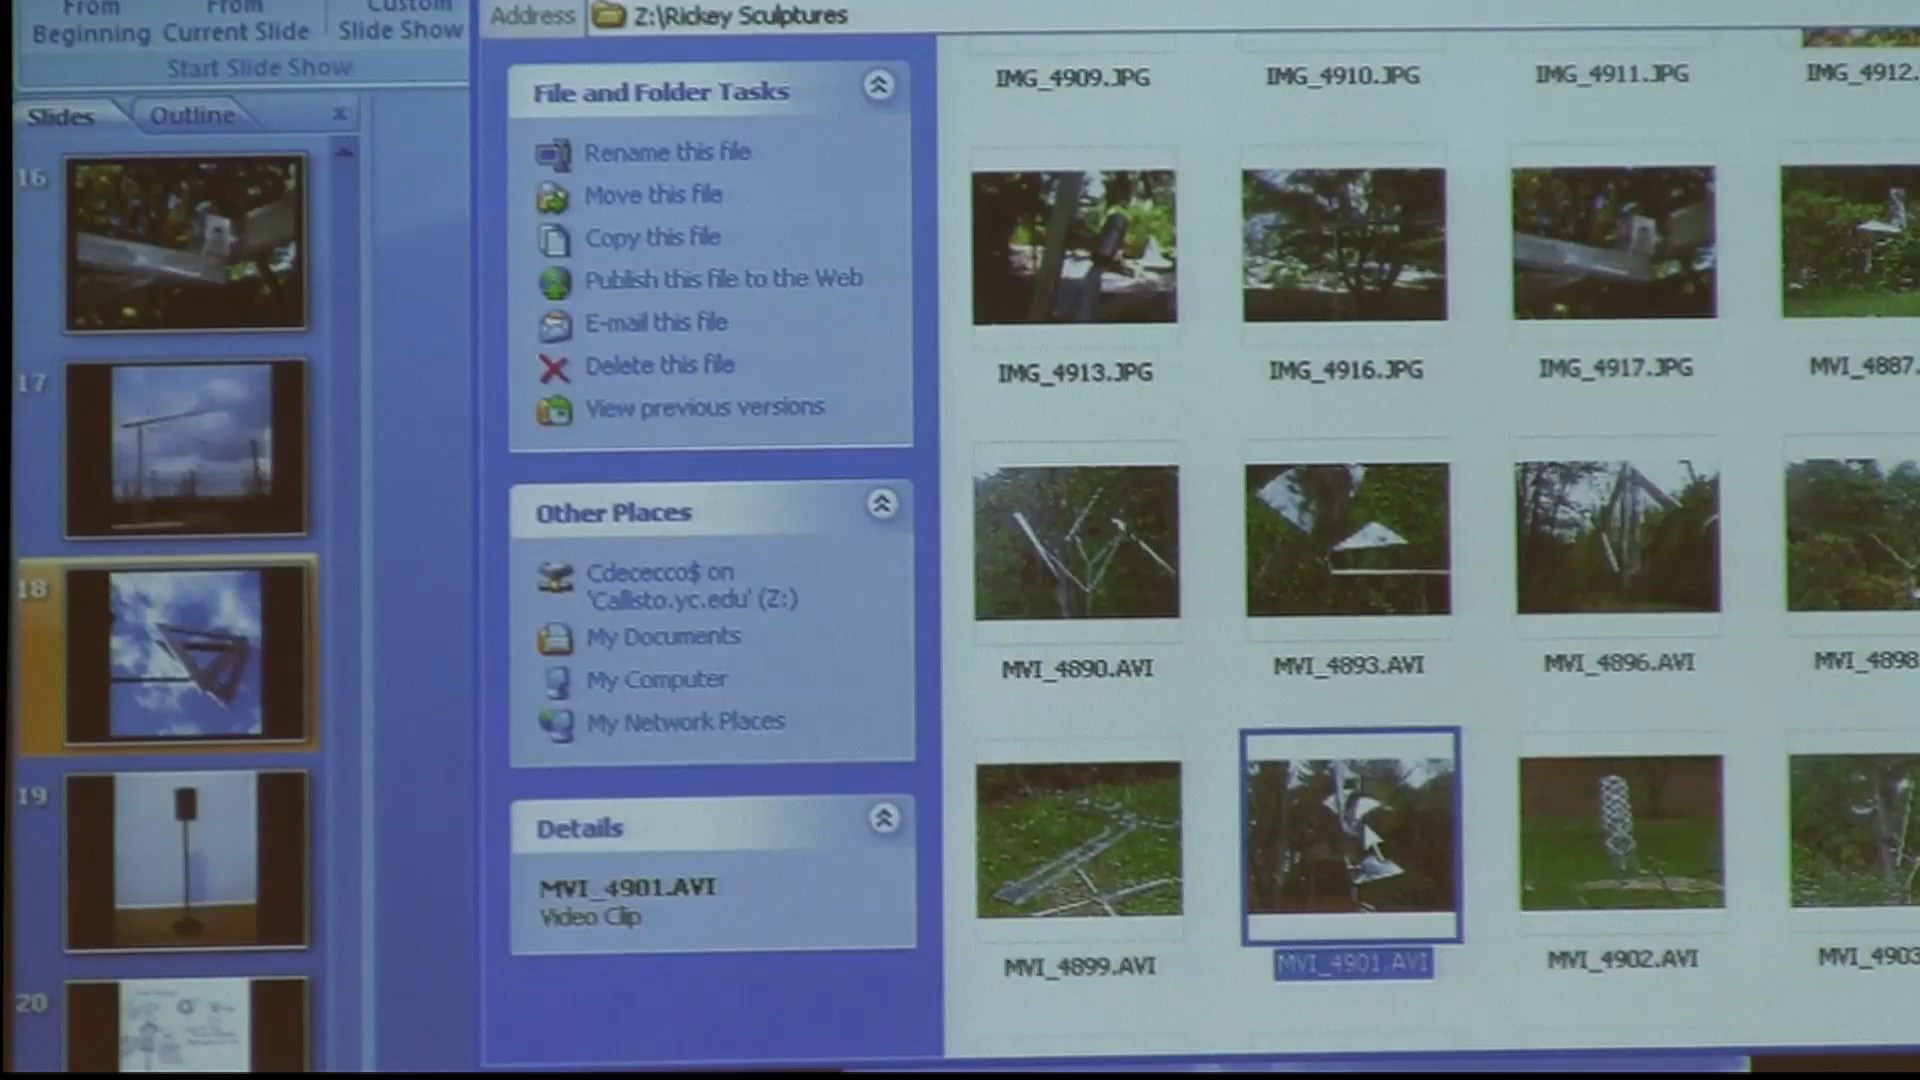 From
Beginning
From
Current Slide
Custom
Slide Show
Start Slide Show
Slides
Outline
x
16
17
18
19
20
Address
Z:\Rickey Sculptures
File and Folder Tasks
Rename this file
Move this file
Copy this file
Publish this file to the Web
E-mail this file
Delete this file
View previous versions
Other Places
Cdececco$ on
'Callisto.yc.edu' (Z:)
My Documents
My Computer
My Network Places
Details
MVI_4901.AVI
Video Clip
IMG_4909.JPG
IMG_4910.JPG
IMG_4911.JPG
IMG_4912.
IMG_4913.JPG
IMG_4916.JPG
IMG_4917.JPG
MVI_4887.
MVI_4890.AVI
MVI_4893.AVI
MVI_4896.AVI
MVI_4898
MVI_4899.AVI
MVI_4901.AVI
MVI_4902.AVI
MVI_4903